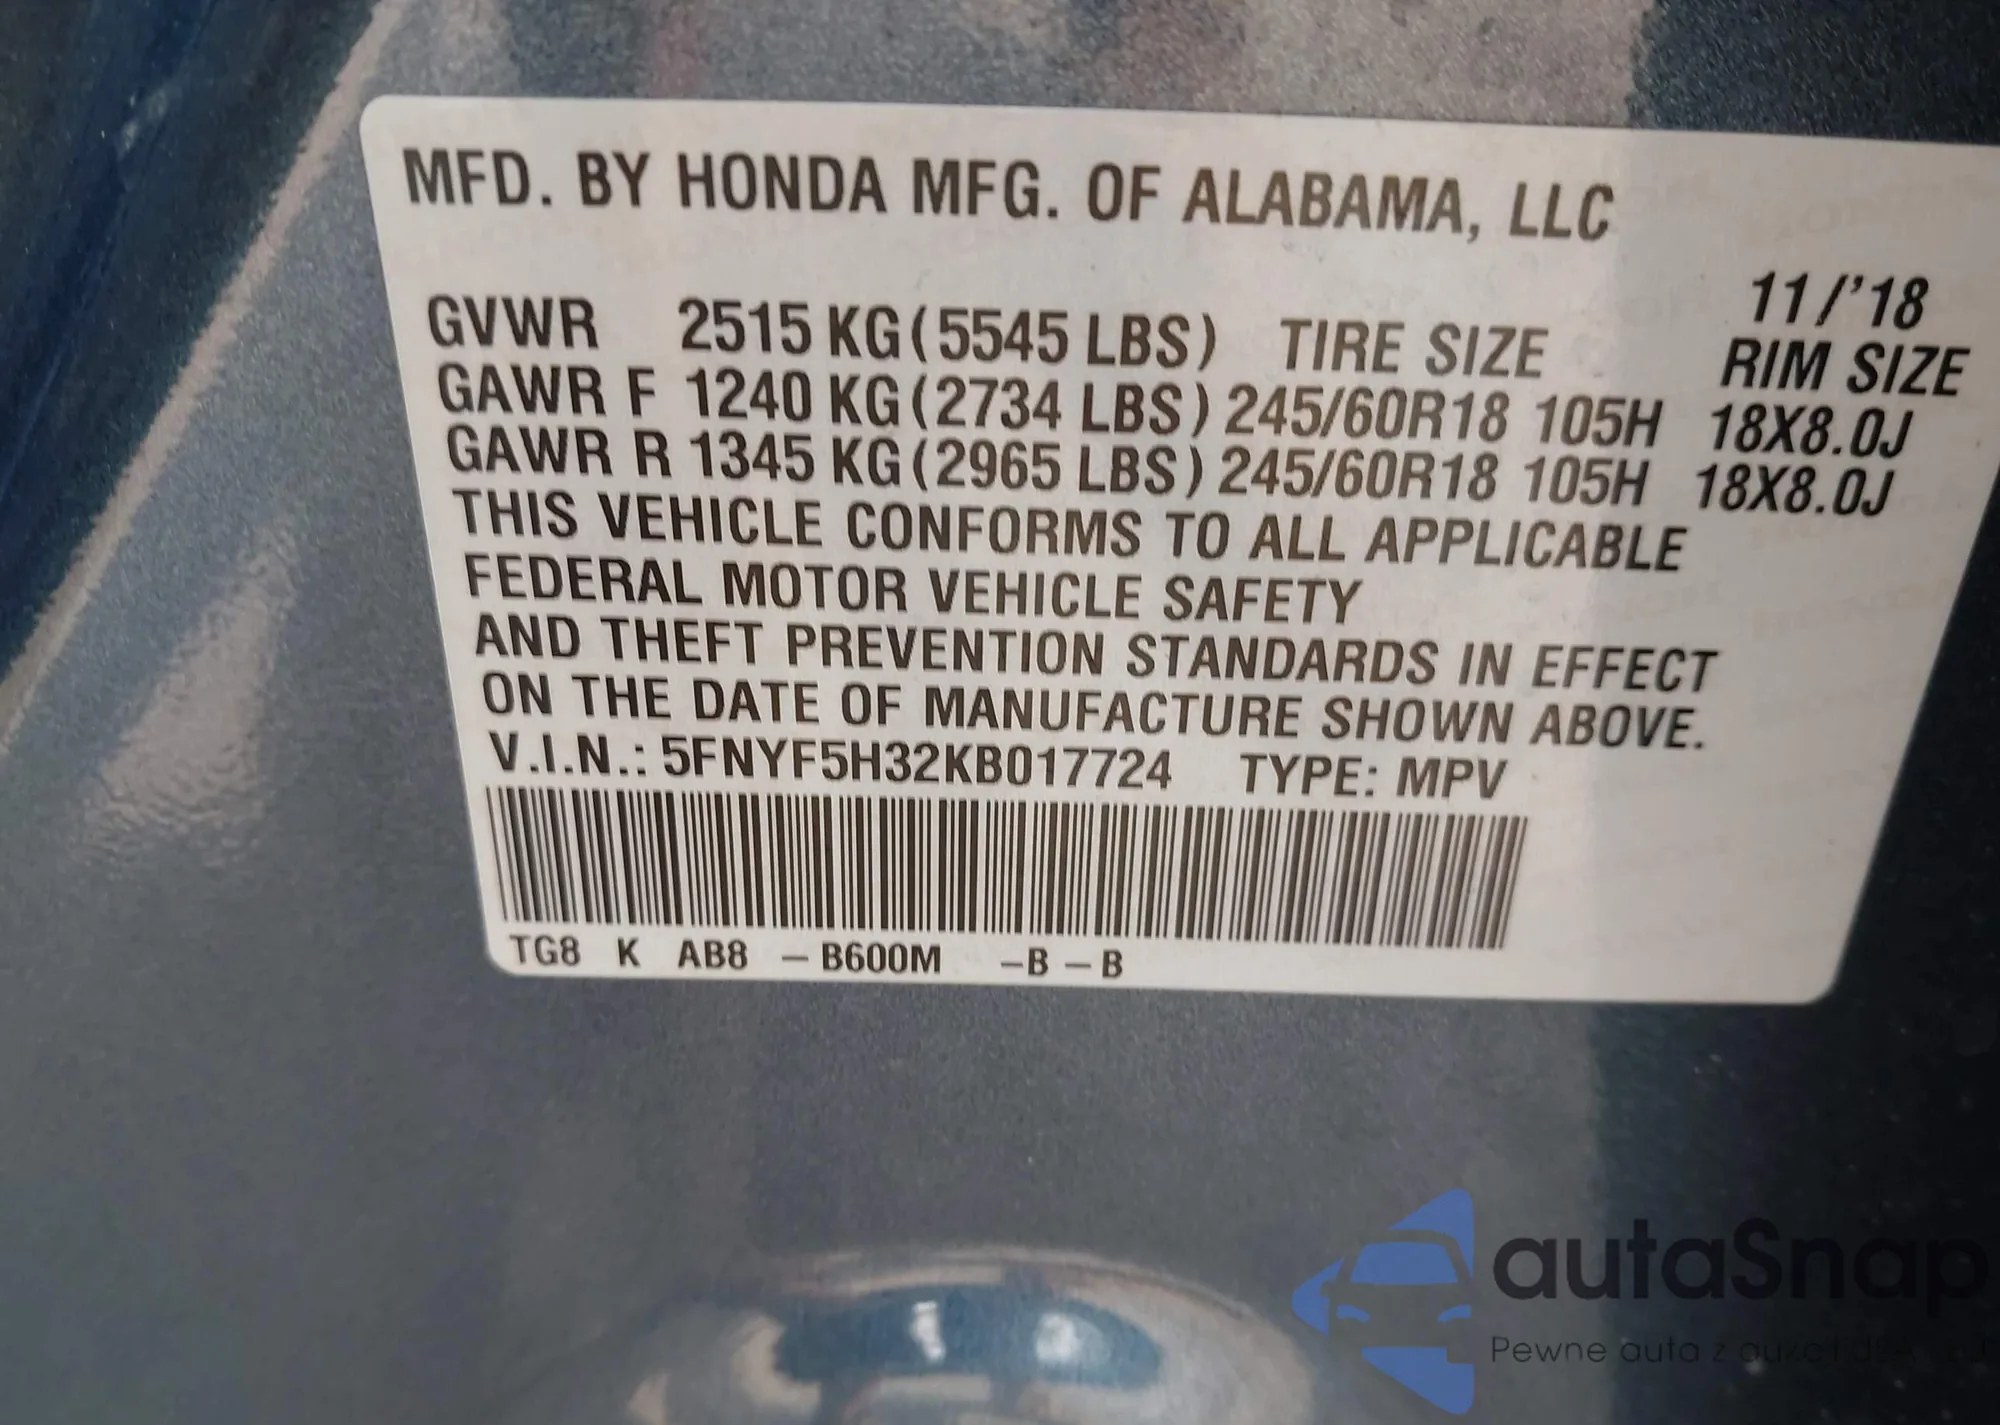 MFD. BY HONDA MFG. OF ALABAMA, LLC
11/'18
GVWR 2515 KG (5545 LBS) TIRE SIZE RIM SIZE
GAWR F 1240 KG (2734 LBS) 245/60R18 105H 18X8.0J
GAWR R 1345 KG (2965 LBS) 245/60R18 105H 18X8.0J
THIS VEHICLE CONFORMS TO ALL APPLICABLE
FEDERAL MOTOR VEHICLE SAFETY
AND THEFT PREVENTION STANDARDS IN EFFECT
ON THE DATE OF MANUFACTURE SHOWN ABOVE.
V.I.N.: 5FNYF5H32KB017724 TYPE: MPV
TG8 K AB8 – B600M –B – B
autaSnap
Pewne auta z